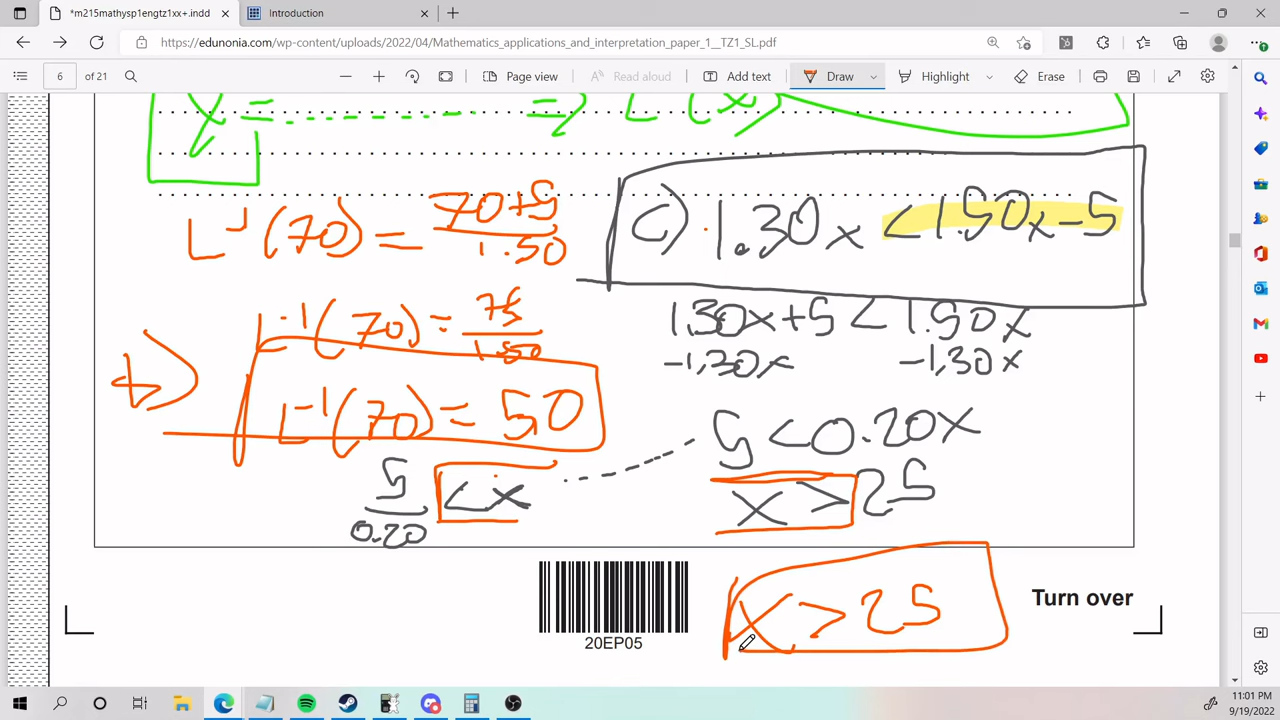 *m215mathysp1engtz1xx+.indd
Introduction
https://edunonia.com/wp-content/uploads/2022/04/Mathematics_applications_and_interpretation_paper_1__TZ1_SL.pdf
6 of 21
Page view
Read aloud
Add text
Draw
Highlight
Erase
y = ............ => L⁻¹(x)
L⁻¹(70) = (70+5)/1.50
c) 1.30x < 1.50x - 5
L⁻¹(70) = 75/1.50
1.30x + 5 < 1.50x
-1.30x -1.30x
b) L⁻¹(70) = 50
5 < 0.20x
5/0.20 < x
x > 25
x > 25
Turn over
20EP05
11:01 PM
9/19/2022